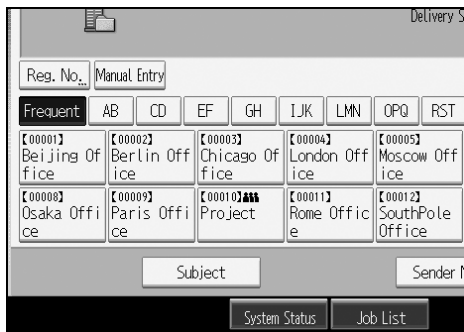 Delivery S
Reg. No. Manual Entry
Frequent AB CD EF GH IJK LMN OPQ RST
【00001】 【00002】 【00003】 【00004】 【00005】
Beijing Of Berlin Off Chicago Of London Off Moscow Off
fice ice fice ice ice
【00008】 【00009】 【00010】 【00011】 【00012】
Osaka Offi Paris Offi Project Rome Offic SouthPole
ce ce e Office
Subject Sender N
System Status Job List